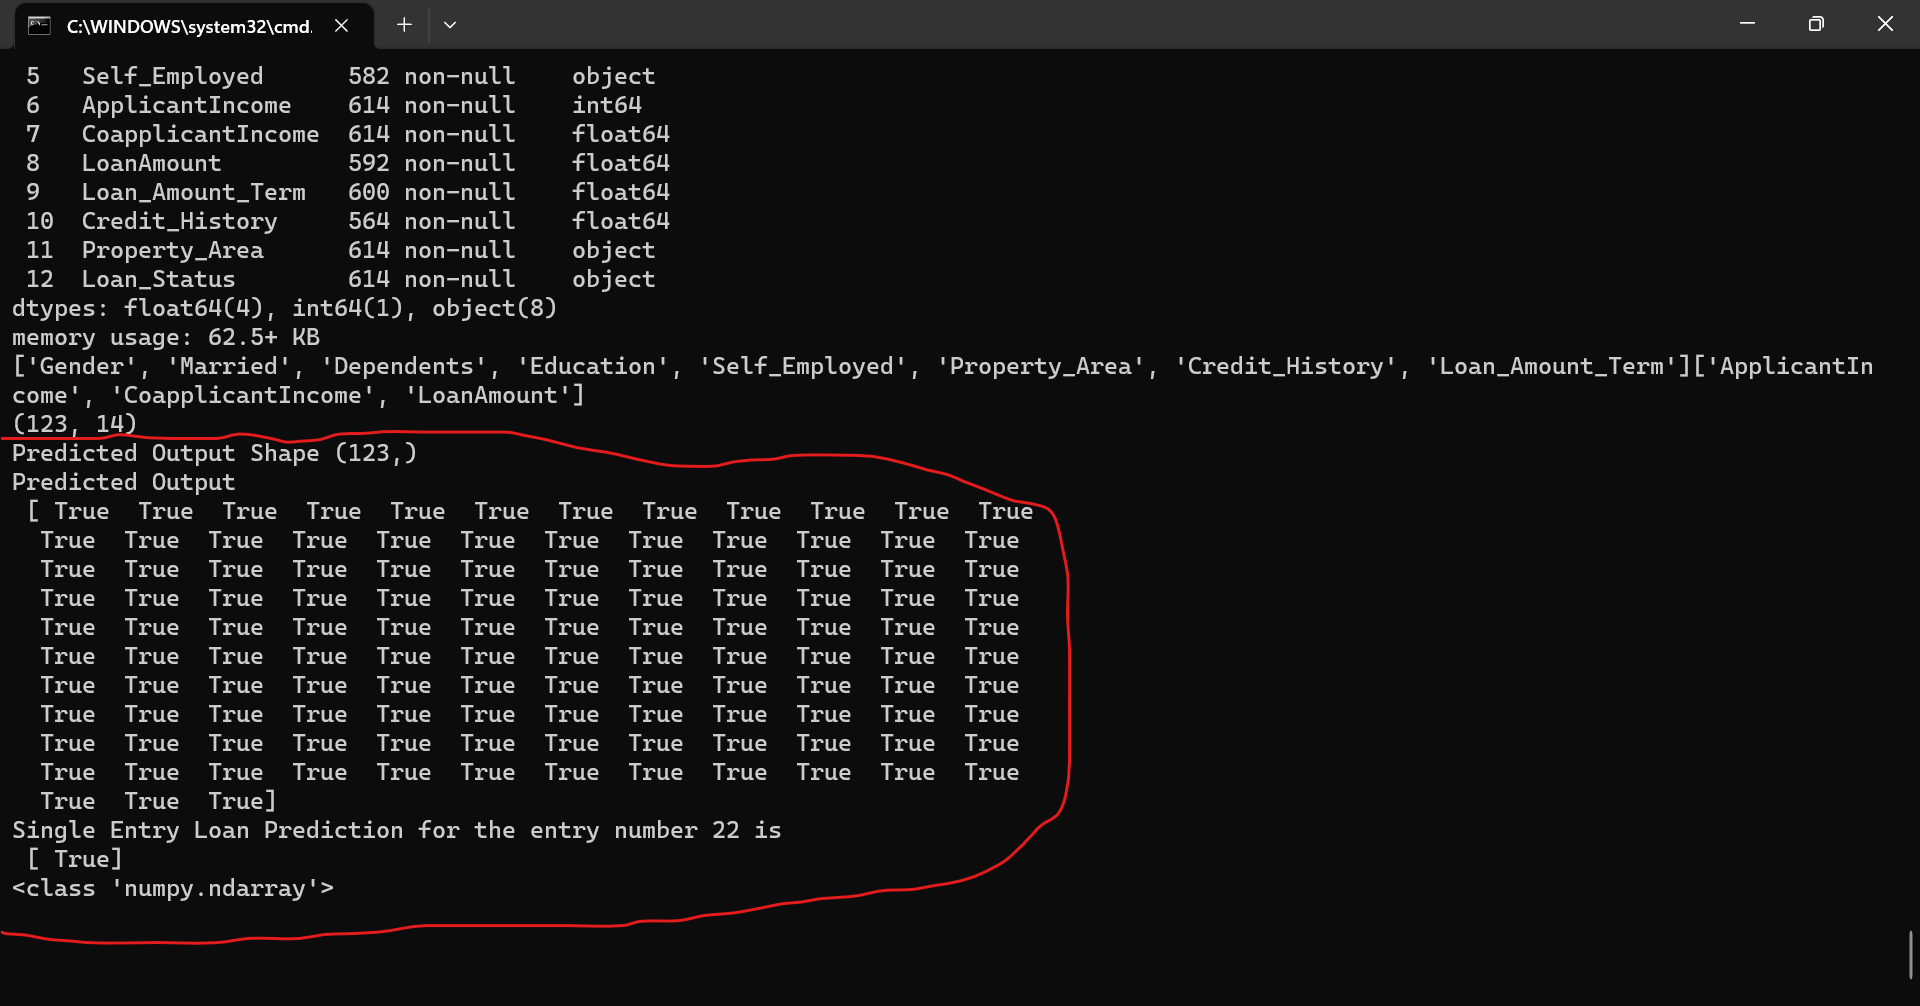 C:\WINDOWS\system32\cmd.
5   Self_Employed      582 non-null    object
6   ApplicantIncome    614 non-null    int64
7   CoapplicantIncome  614 non-null    float64
8   LoanAmount         592 non-null    float64
9   Loan_Amount_Term   600 non-null    float64
10  Credit_History     564 non-null    float64
11  Property_Area      614 non-null    object
12  Loan_Status        614 non-null    object
dtypes: float64(4), int64(1), object(8)
memory usage: 62.5+ KB
['Gender', 'Married', 'Dependents', 'Education', 'Self_Employed', 'Property_Area', 'Credit_History', 'Loan_Amount_Term']['ApplicantIn
come', 'CoapplicantIncome', 'LoanAmount']
(123, 14)
Predicted Output Shape (123,)
Predicted Output
[ True  True  True  True  True  True  True  True  True  True  True  True
True  True  True  True  True  True  True  True  True  True  True  True
True  True  True  True  True  True  True  True  True  True  True  True
True  True  True  True  True  True  True  True  True  True  True  True
True  True  True  True  True  True  True  True  True  True  True  True
True  True  True  True  True  True  True  True  True  True  True  True
True  True  True  True  True  True  True  True  True  True  True  True
True  True  True  True  True  True  True  True  True  True  True  True
True  True  True  True  True  True  True  True  True  True  True  True
True  True  True  True  True  True  True  True  True  True  True  True
True  True  True]
Single Entry Loan Prediction for the entry number 22 is
[ True]
<class 'numpy.ndarray'>